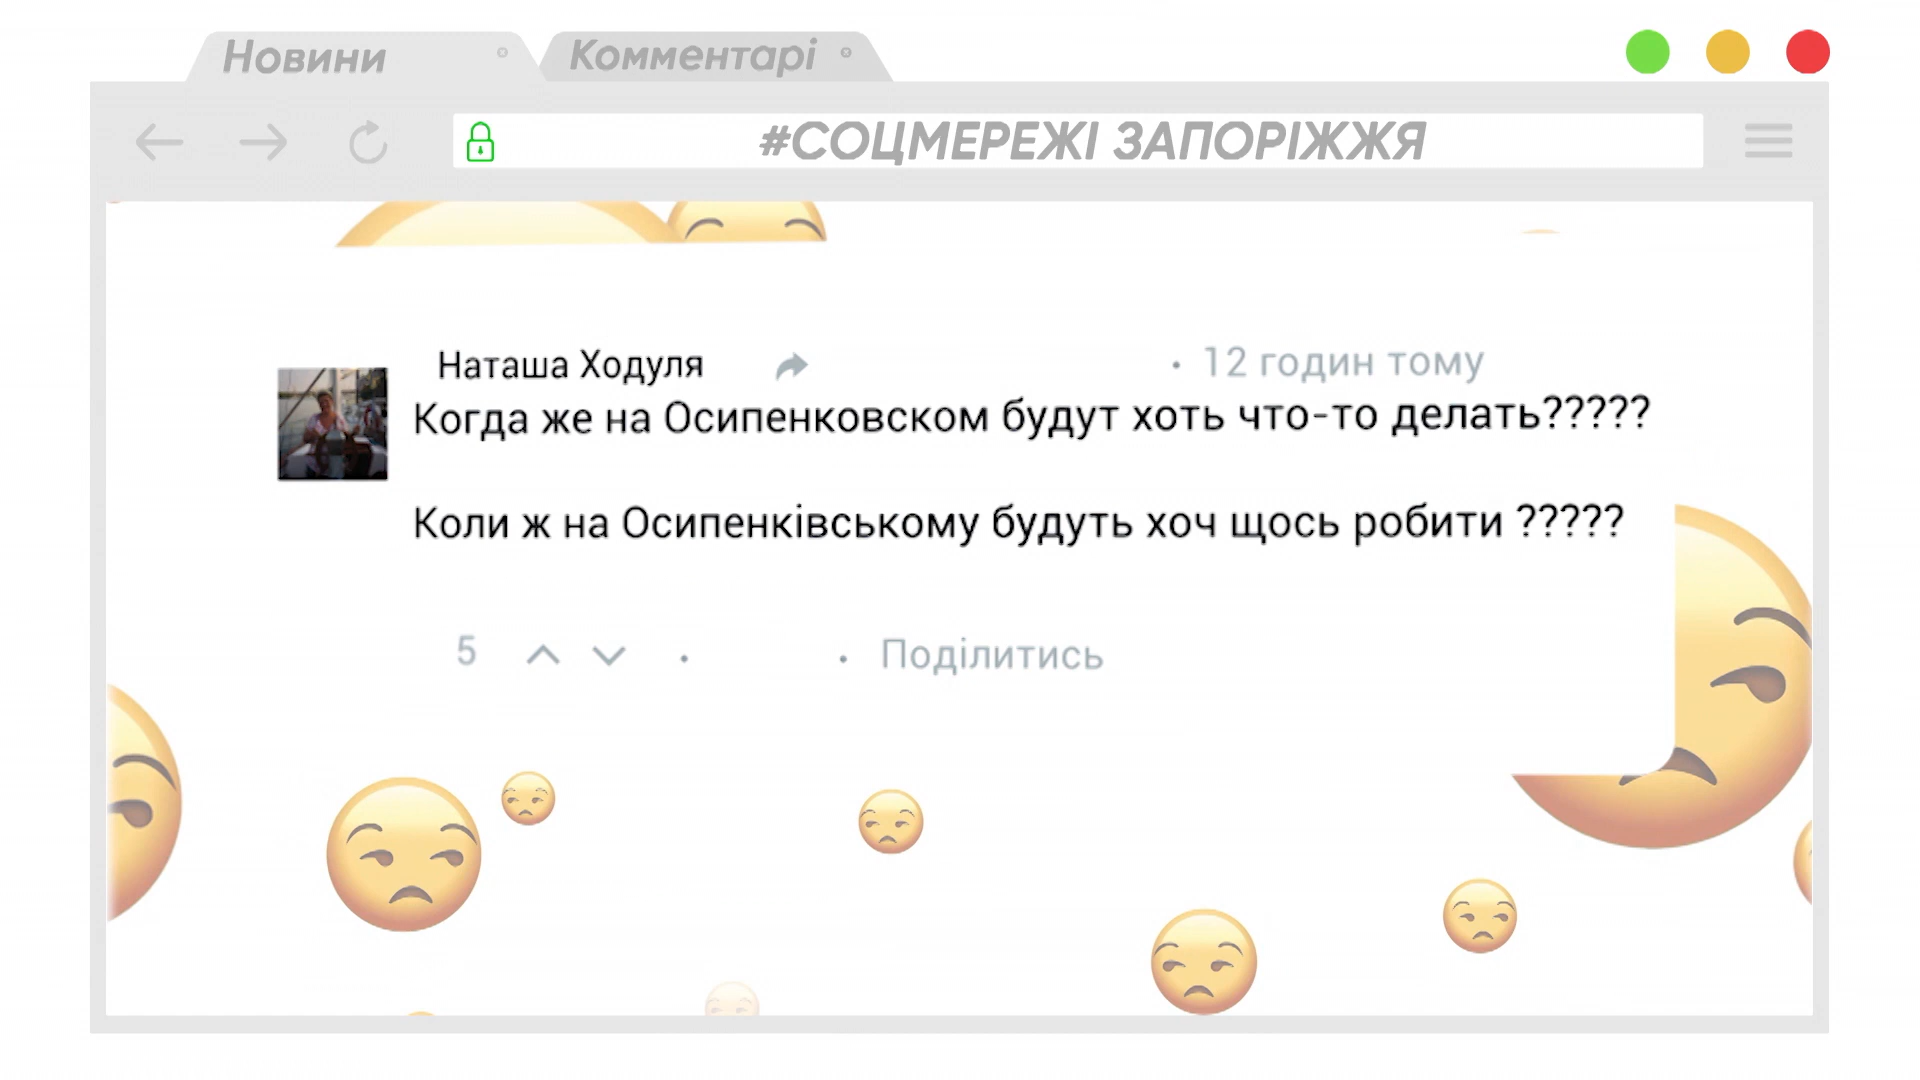 Новини
Комментарі
#СОЦМЕРЕЖІ ЗАПОРІЖЖЯ
Наташа Ходуля
· 12 годин тому
Когда же на Осипенковском будут хоть что-то делать?????
Коли ж на Осипенківському будуть хоч щось робити ?????
5 · · Поділитись